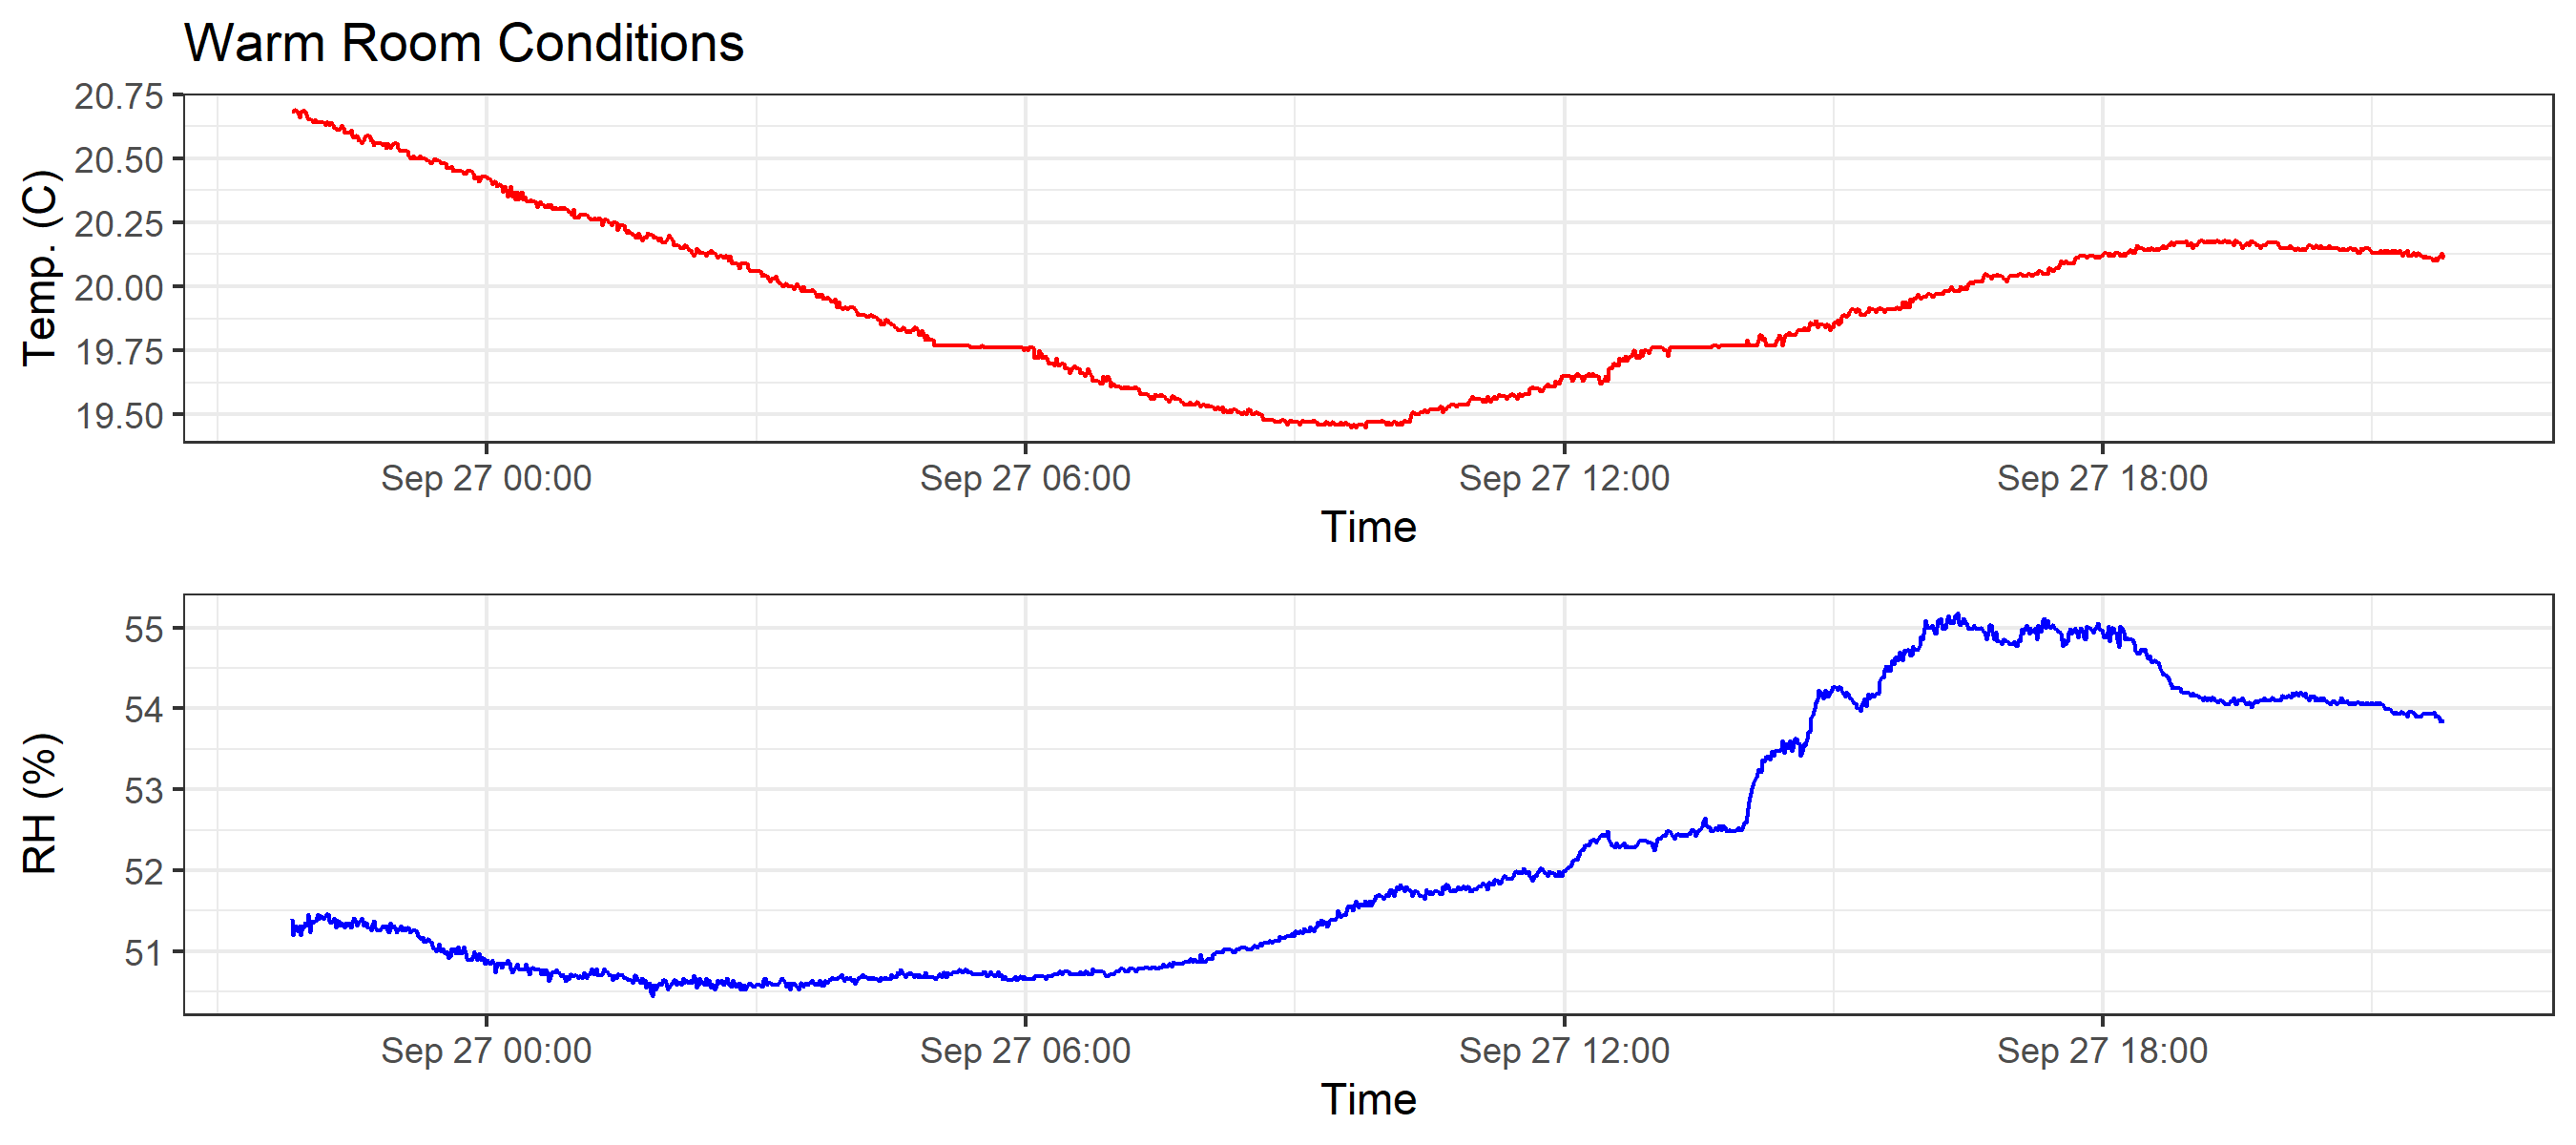 Warm Room Conditions
Temp. (C)
20.75
20.50
20.25
20.00
19.75
19.50
Sep 27 00:00 Sep 27 06:00 Sep 27 12:00 Sep 27 18:00
Time
RH (%)
55
54
53
52
51
Sep 27 00:00 Sep 27 06:00 Sep 27 12:00 Sep 27 18:00
Time